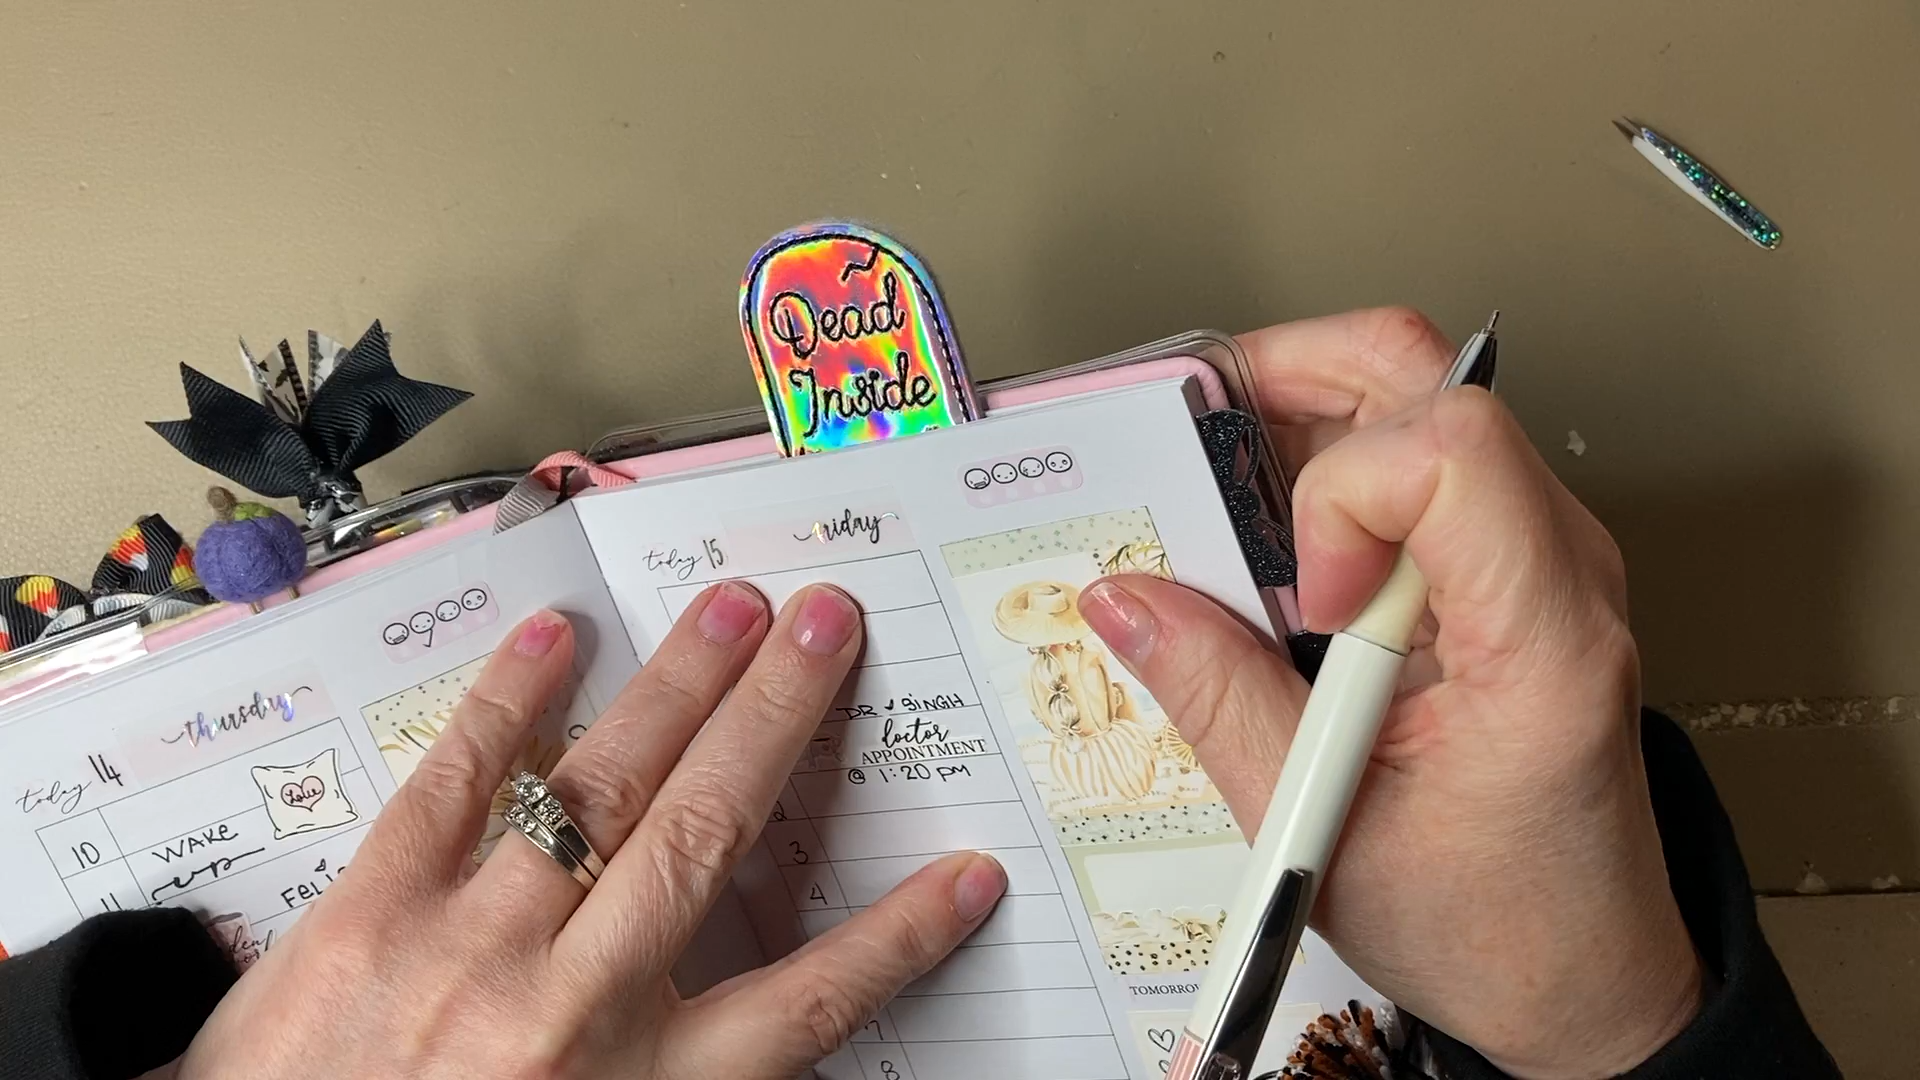 Dead
Inside
today 14
thursday
10
WAKE
up
Love
11
today 15
friday
DR SINGH
doctor
APPOINTMENT
@ 1:20 pm
2
3
4
7
8